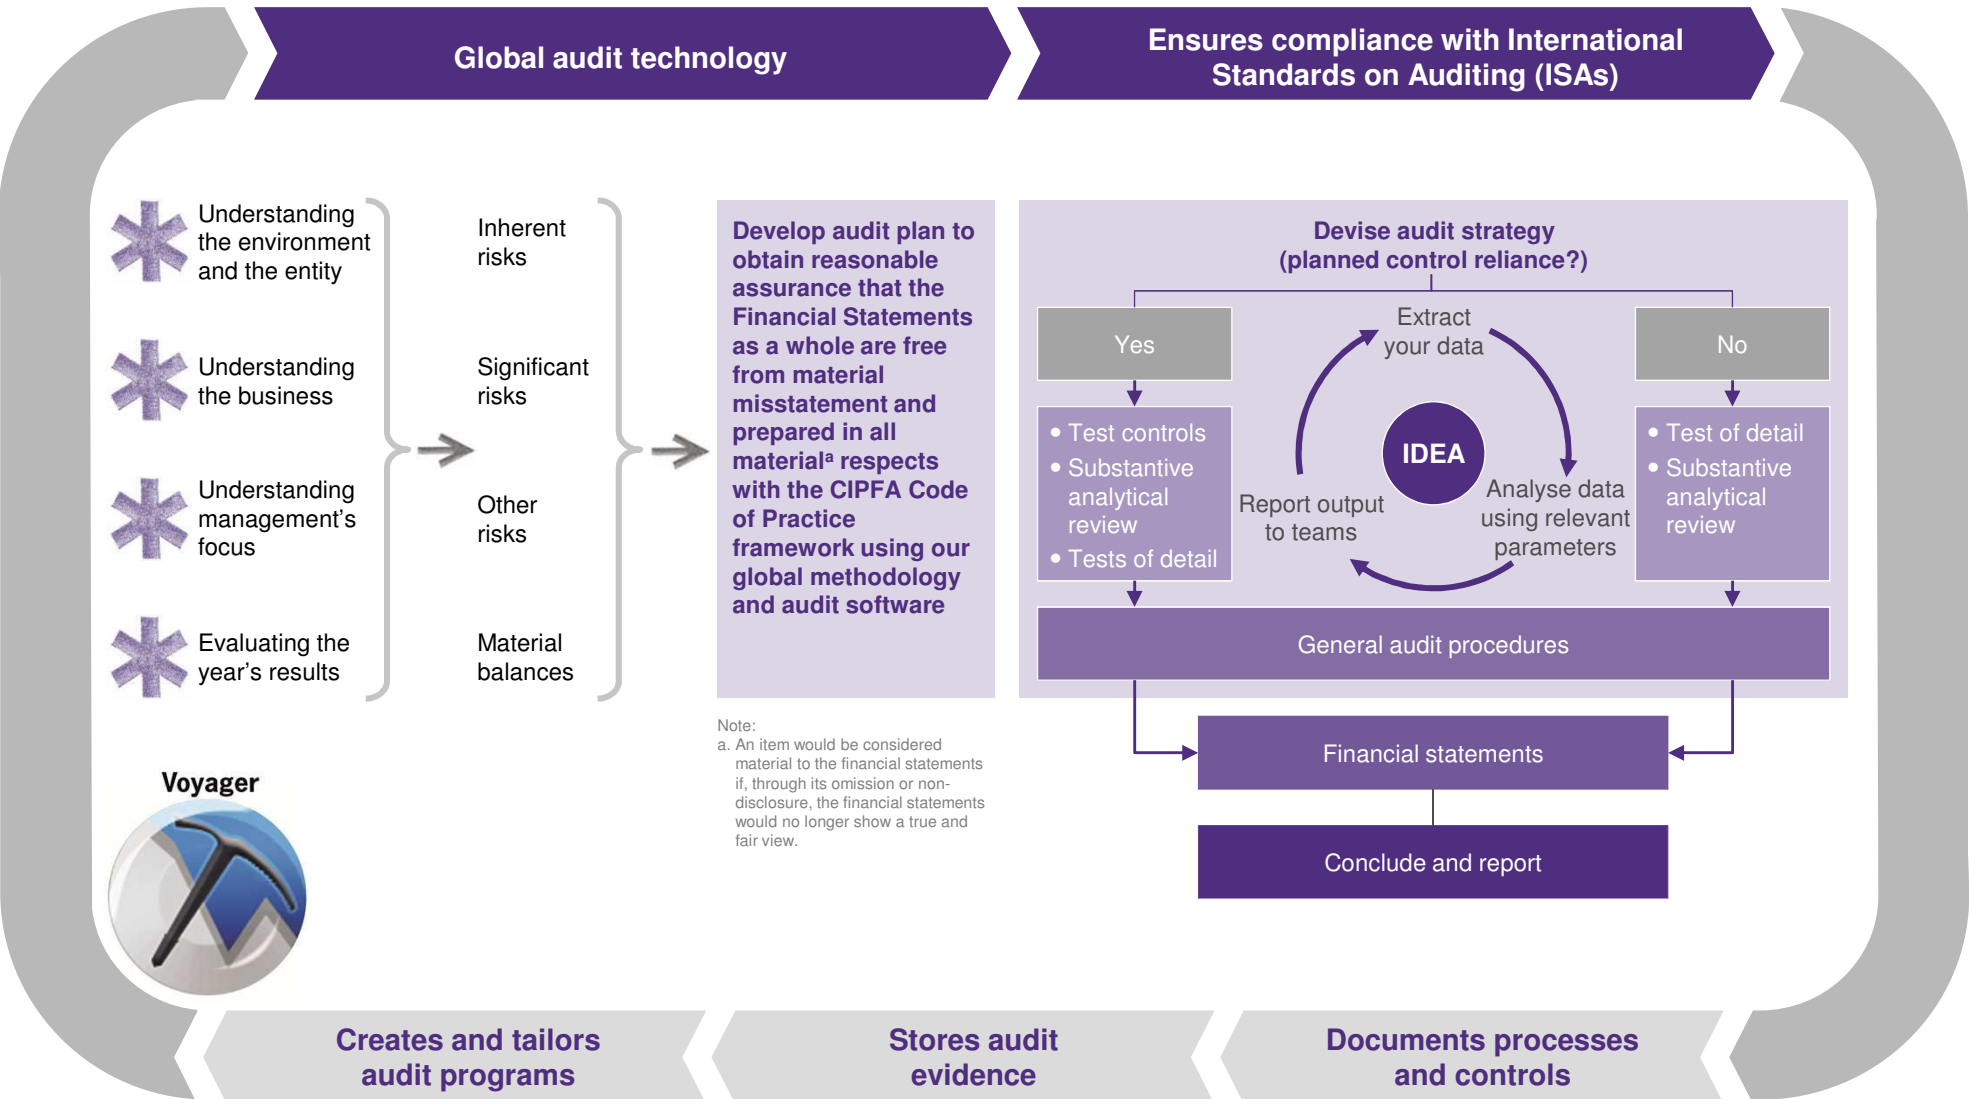 Global audit technology
Ensures compliance with International
Standards on Auditing (ISAs)
Understanding
the environment
and the entity
Understanding
the business
Understanding
management’s
focus
Evaluating the
year’s results
Inherent
risks
Significant
risks
Other
risks
Material
balances
Develop audit plan to
obtain reasonable
assurance that the
Financial Statements
as a whole are free
from material
misstatement and
prepared in all
materialª respects
with the CIPFA Code
of Practice
framework using our
global methodology
and audit software
Note:
a. An item would be considered
material to the financial statements
if, through its omission or non-
disclosure, the financial statements
would no longer show a true and
fair view.
Devise audit strategy
(planned control reliance?)
Yes
• Test controls
• Substantive
analytical
review
• Tests of detail
Extract
your data
IDEA
Analyse data
using relevant
parameters
Report output
to teams
No
• Test of detail
• Substantive
analytical
review
General audit procedures
Financial statements
Conclude and report
Voyager
Creates and tailors
audit programs
Stores audit
evidence
Documents processes
and controls